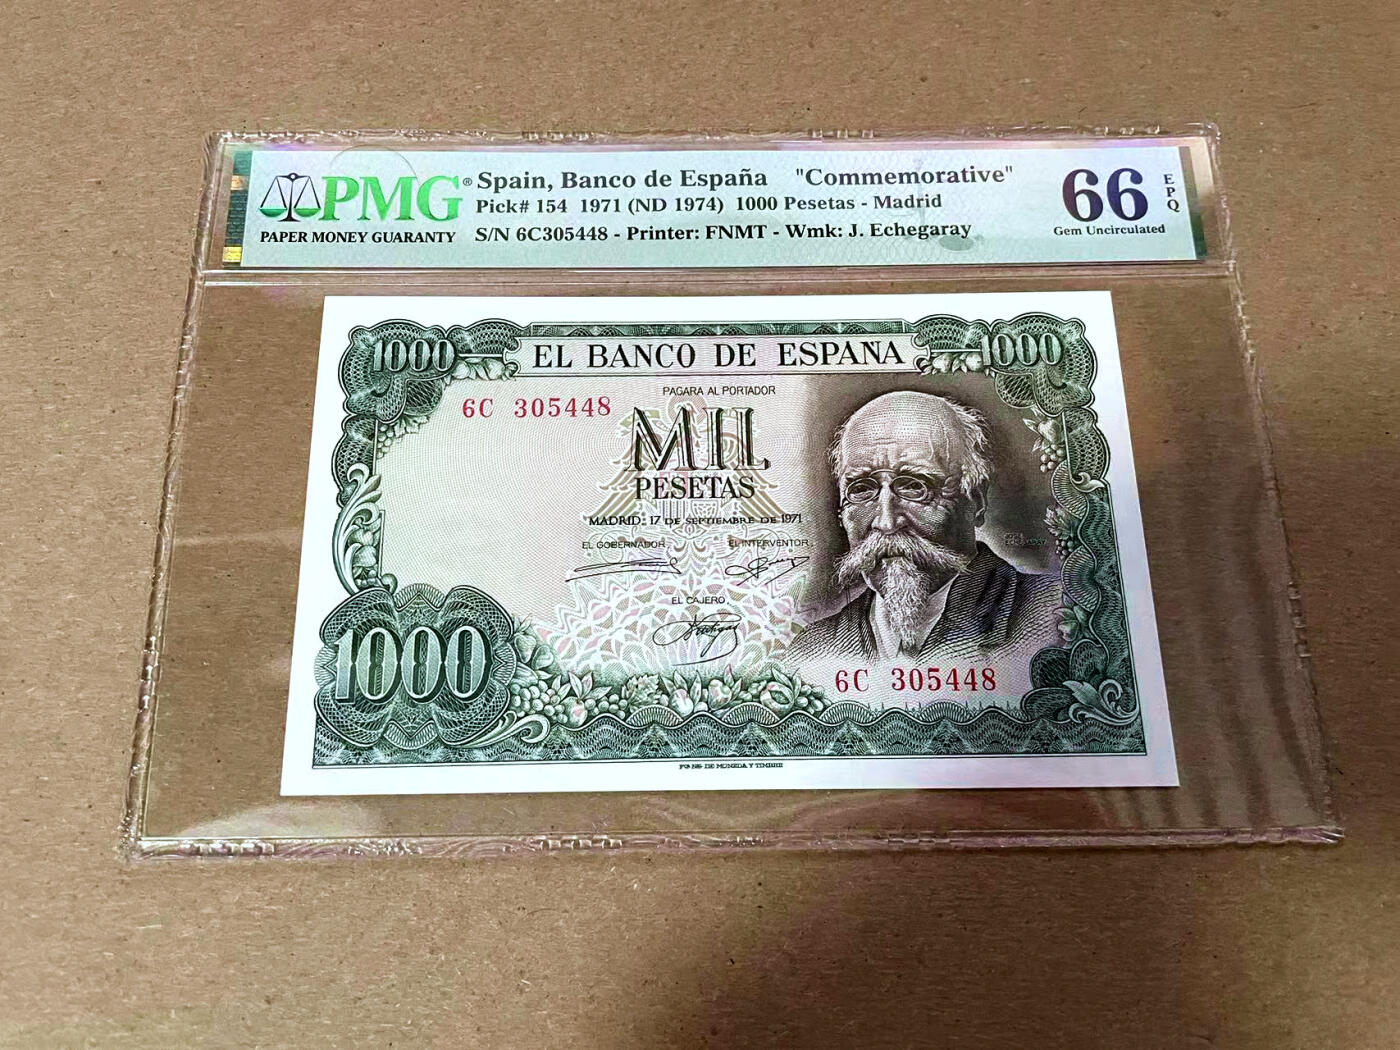 PMG®
PAPER MONEY GUARANTY
Spain, Banco de España "Commemorative"
Pick# 154 1971 (ND 1974) 1000 Pesetas - Madrid
S/N 6C305448 - Printer: FNMT - Wmk: J. Echegaray
66
EPQ
Gem Uncirculated
1000
EL BANCO DE ESPAÑA
1000
PAGARA AL PORTADOR
6C 305448
MIL
PESETAS
MADRID, 17 DE SEPTIEMBRE DE 1971
EL GOBERNADOR
EL INTERVENTOR
EL CAJERO
1000
6C 305448